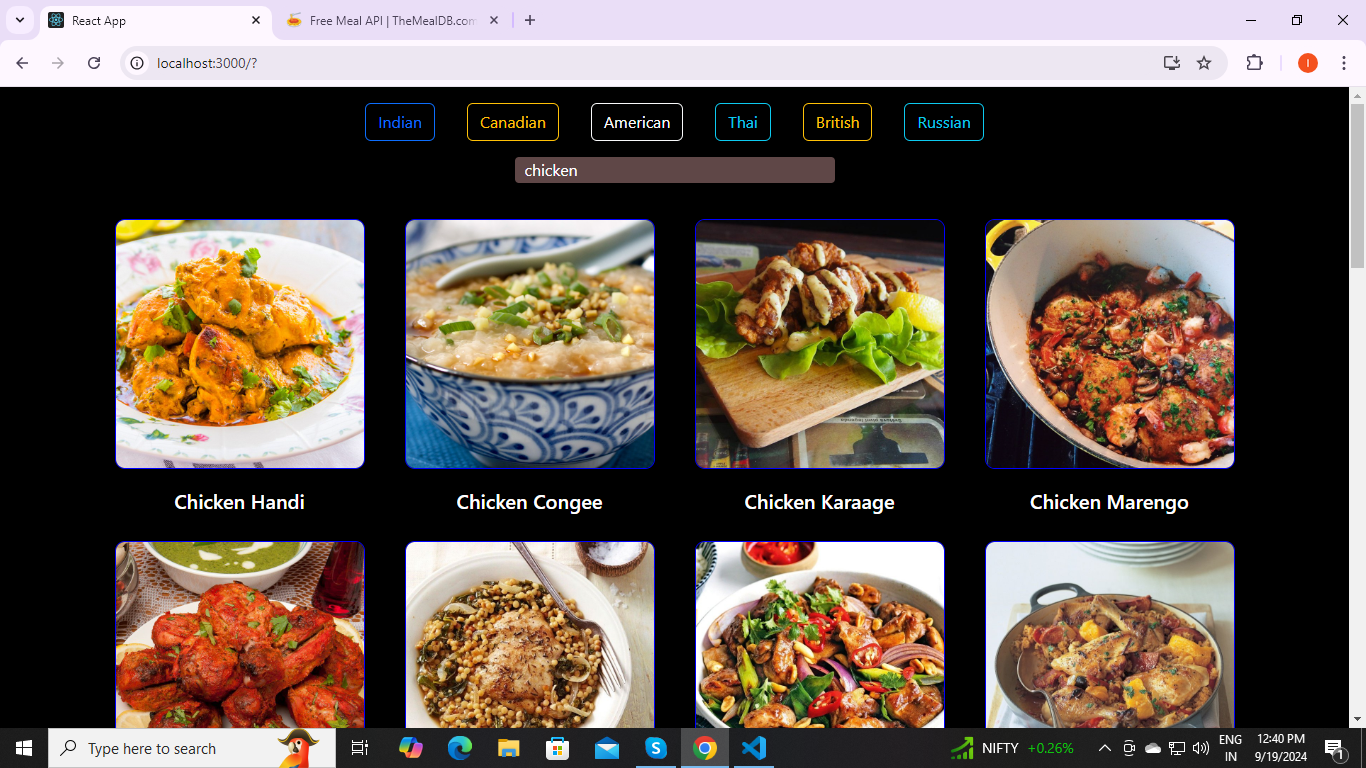 React App
Free Meal API | TheMealDB.com
localhost:3000/?
I
Indian
Canadian
American
Thai
British
Russian
chicken
Chicken Handi
Chicken Congee
Chicken Karaage
Chicken Marengo
Type here to search
NIFTY +0.26%
ENG
IN
12:40 PM
9/19/2024
1